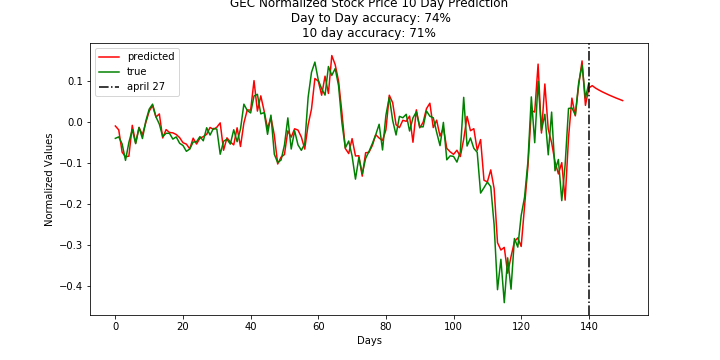 GEC Normalized Stock Price 10 Day Prediction
Day to Day accuracy: 74%
10 day accuracy: 71%
predicted
true
april 27
0.1
0.0
−0.1
−0.2
−0.3
−0.4
Normalized Values
0 20 40 60 80 100 120 140
Days